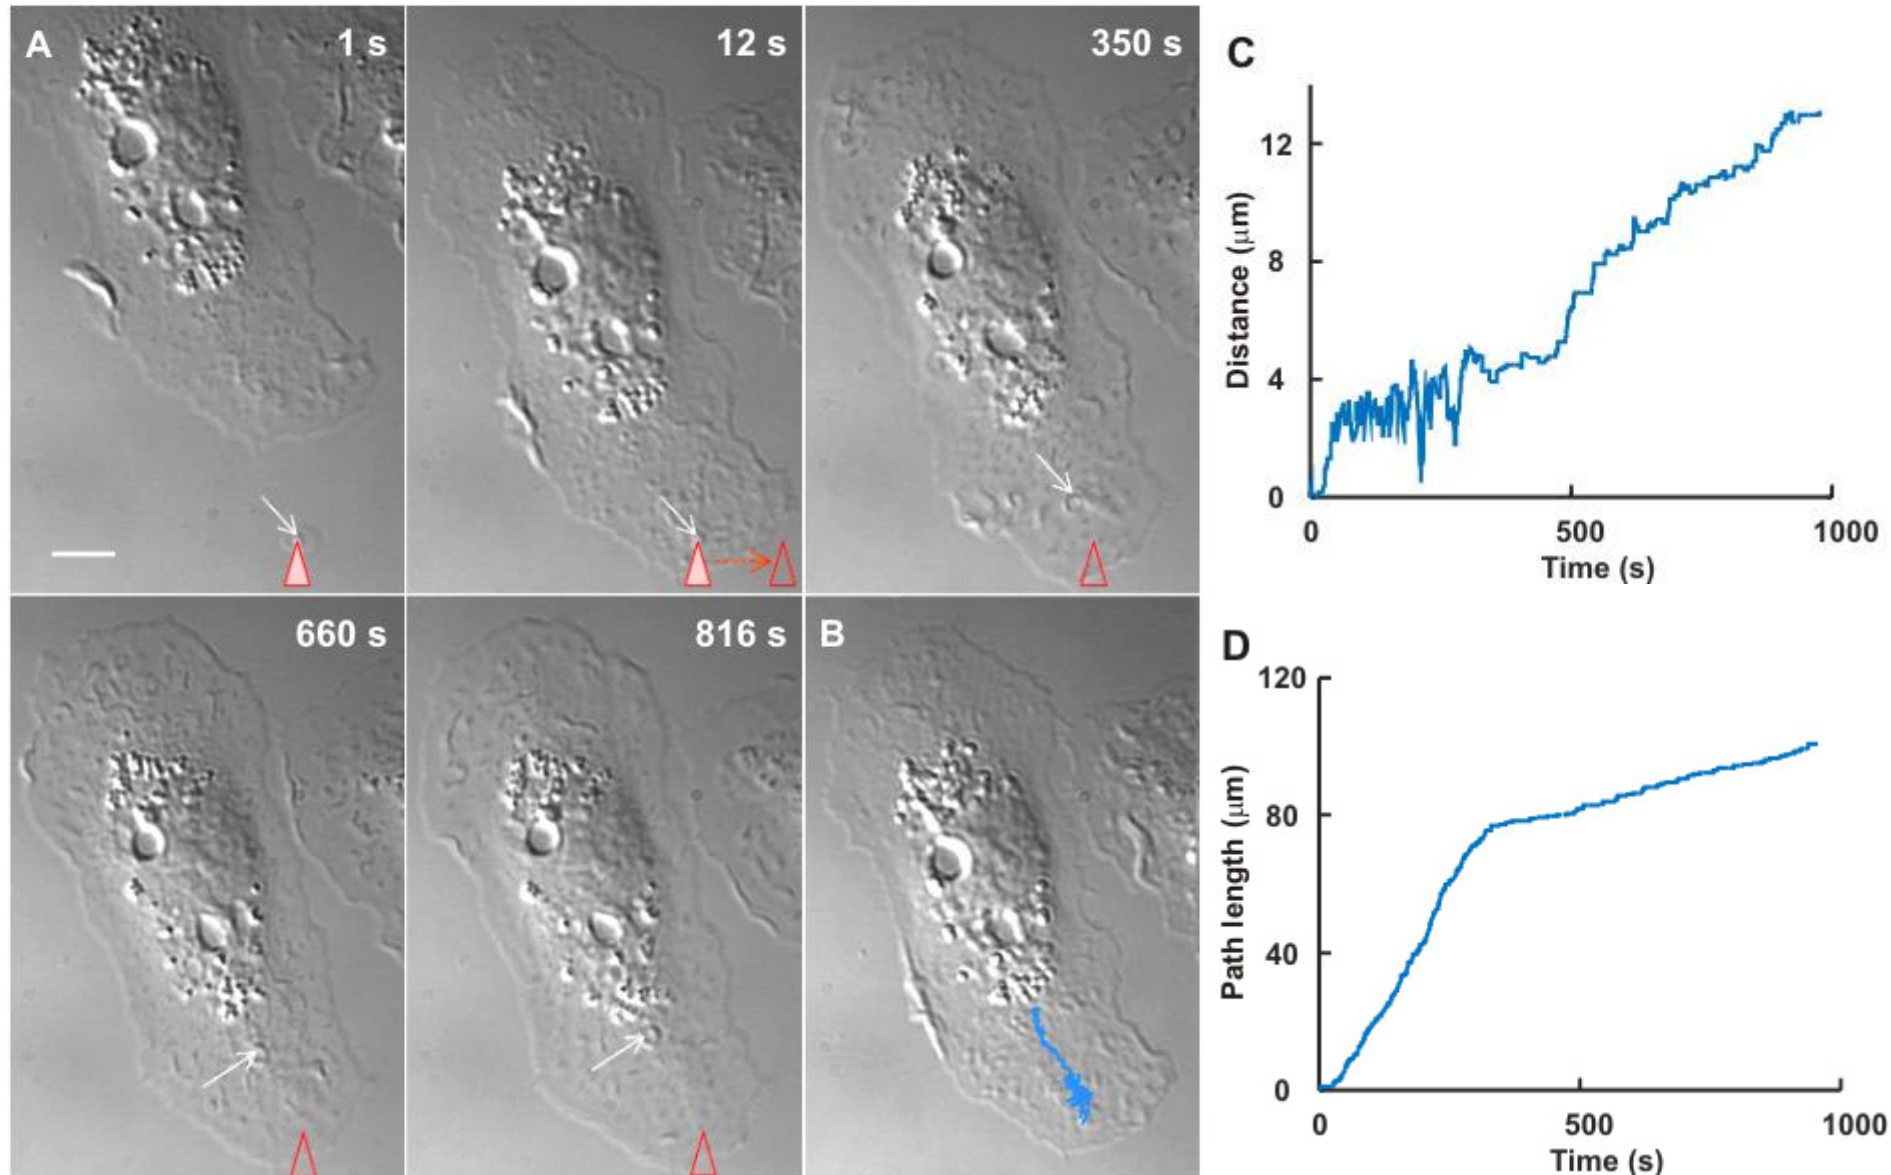 A
1 s
12 s
350 s
660 s
816 s
B
C
12
8
4
0
Distance (μm)
0
500
1000
Time (s)
D
120
80
40
0
Path length (μm)
0
500
1000
Time (s)